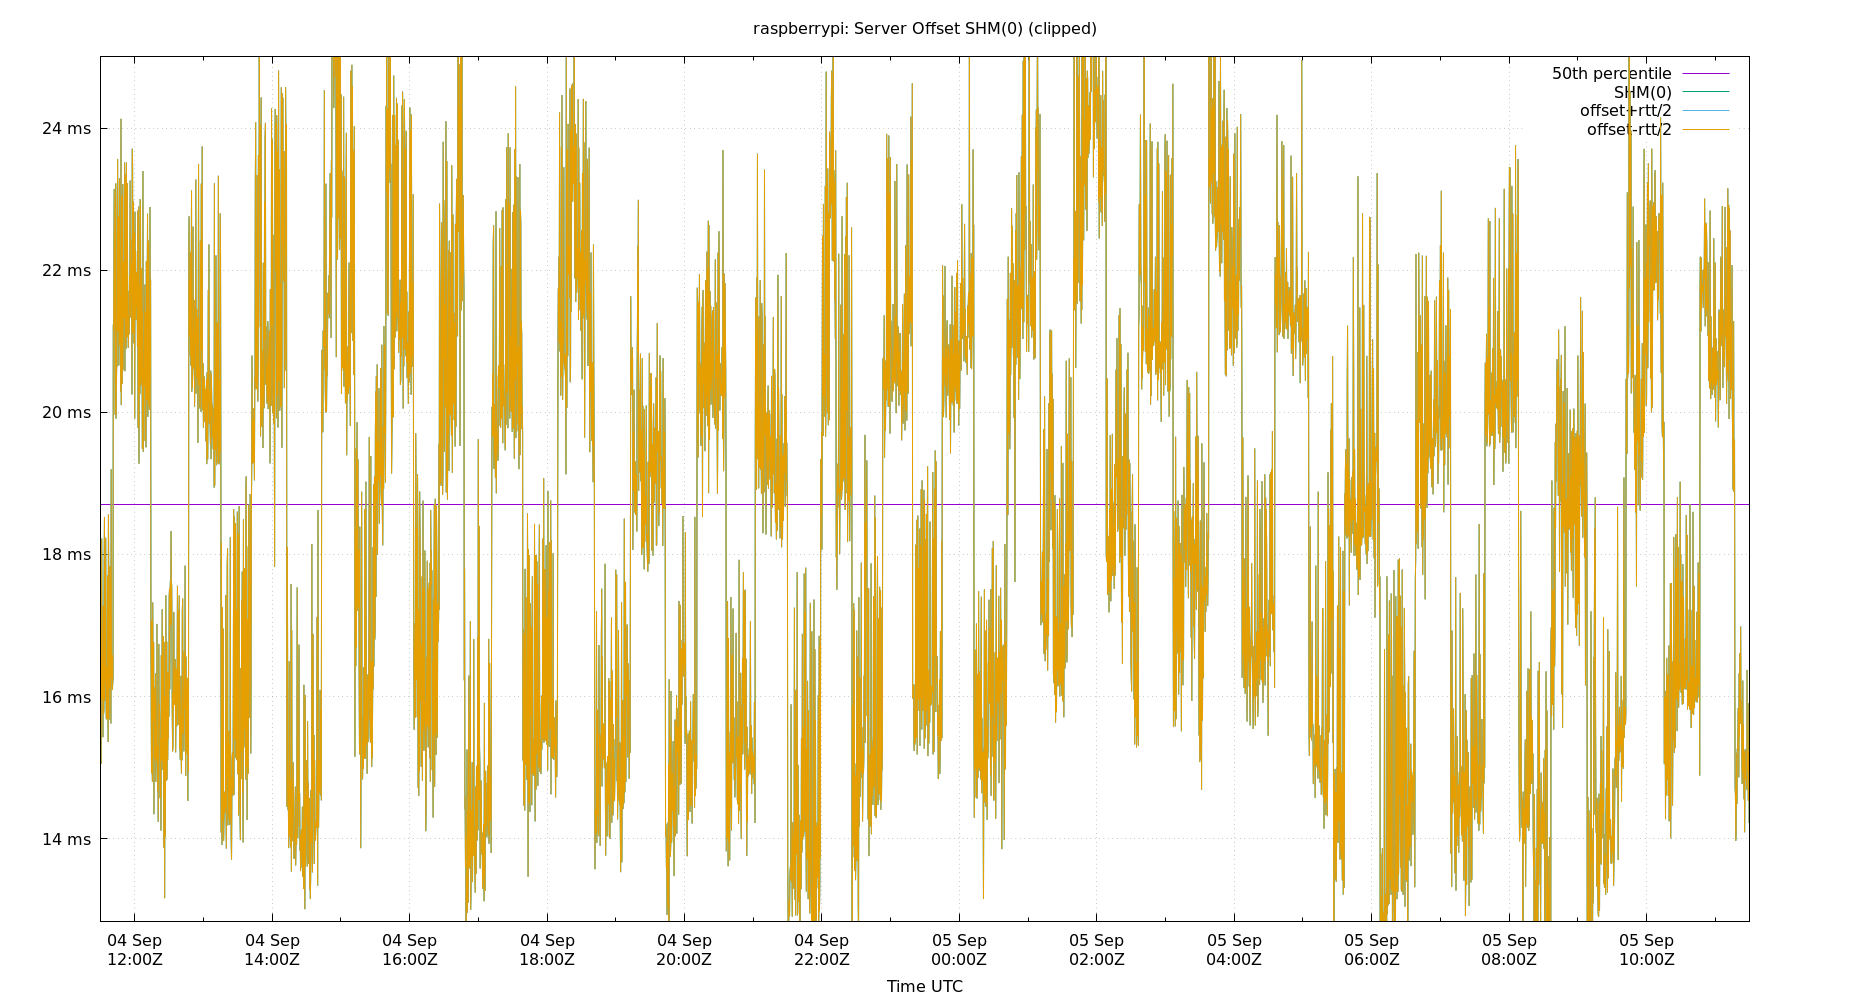 raspberrypi: Server Offset SHM(0) (clipped)
50th percentile
SHM(0)
offset+rtt/2
offset-rtt/2
24 ms
22 ms
20 ms
18 ms
16 ms
14 ms
04 Sep 04 Sep 04 Sep 04 Sep 04 Sep 04 Sep 05 Sep 05 Sep 05 Sep 05 Sep 05 Sep 05 Sep
12:00Z 14:00Z 16:00Z 18:00Z 20:00Z 22:00Z 00:00Z 02:00Z 04:00Z 06:00Z 08:00Z 10:00Z
Time UTC